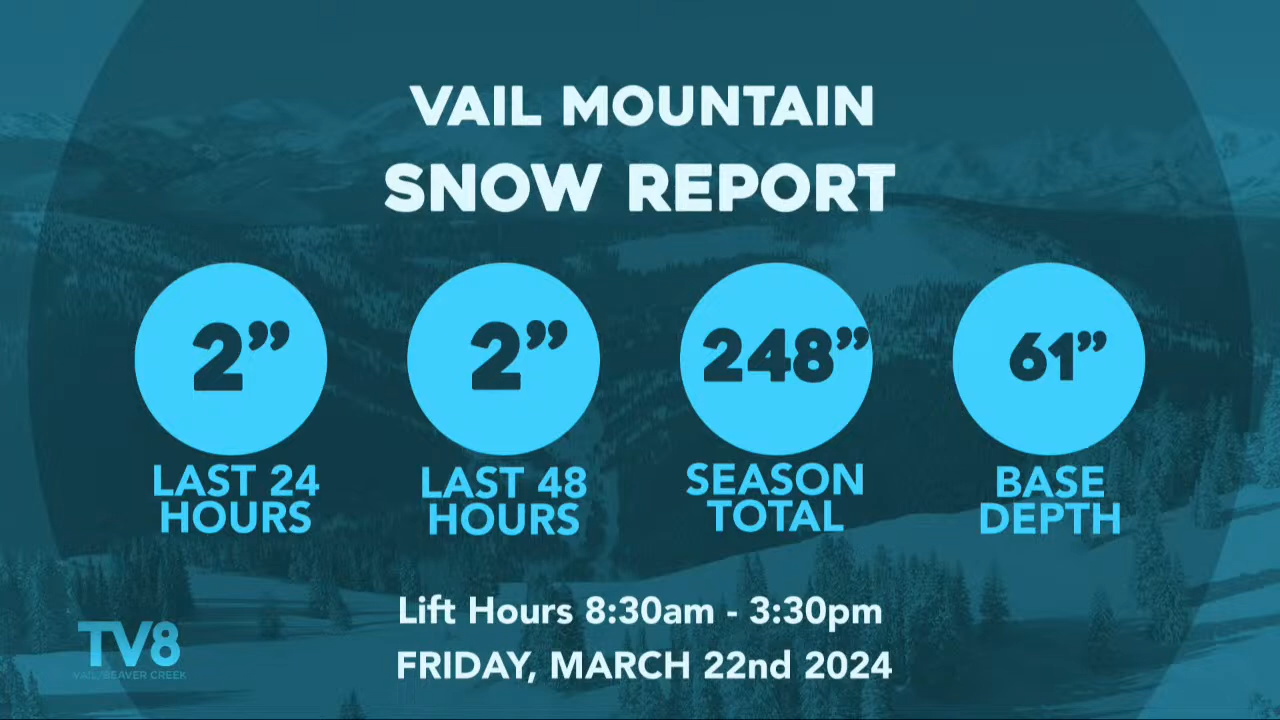 VAIL MOUNTAIN
SNOW REPORT
2”
2”
248”
61”
LAST 24
HOURS
LAST 48
HOURS
SEASON
TOTAL
BASE
DEPTH
Lift Hours 8:30am - 3:30pm
FRIDAY, MARCH 22nd 2024
TV8
VAIL/BEAVER CREEK